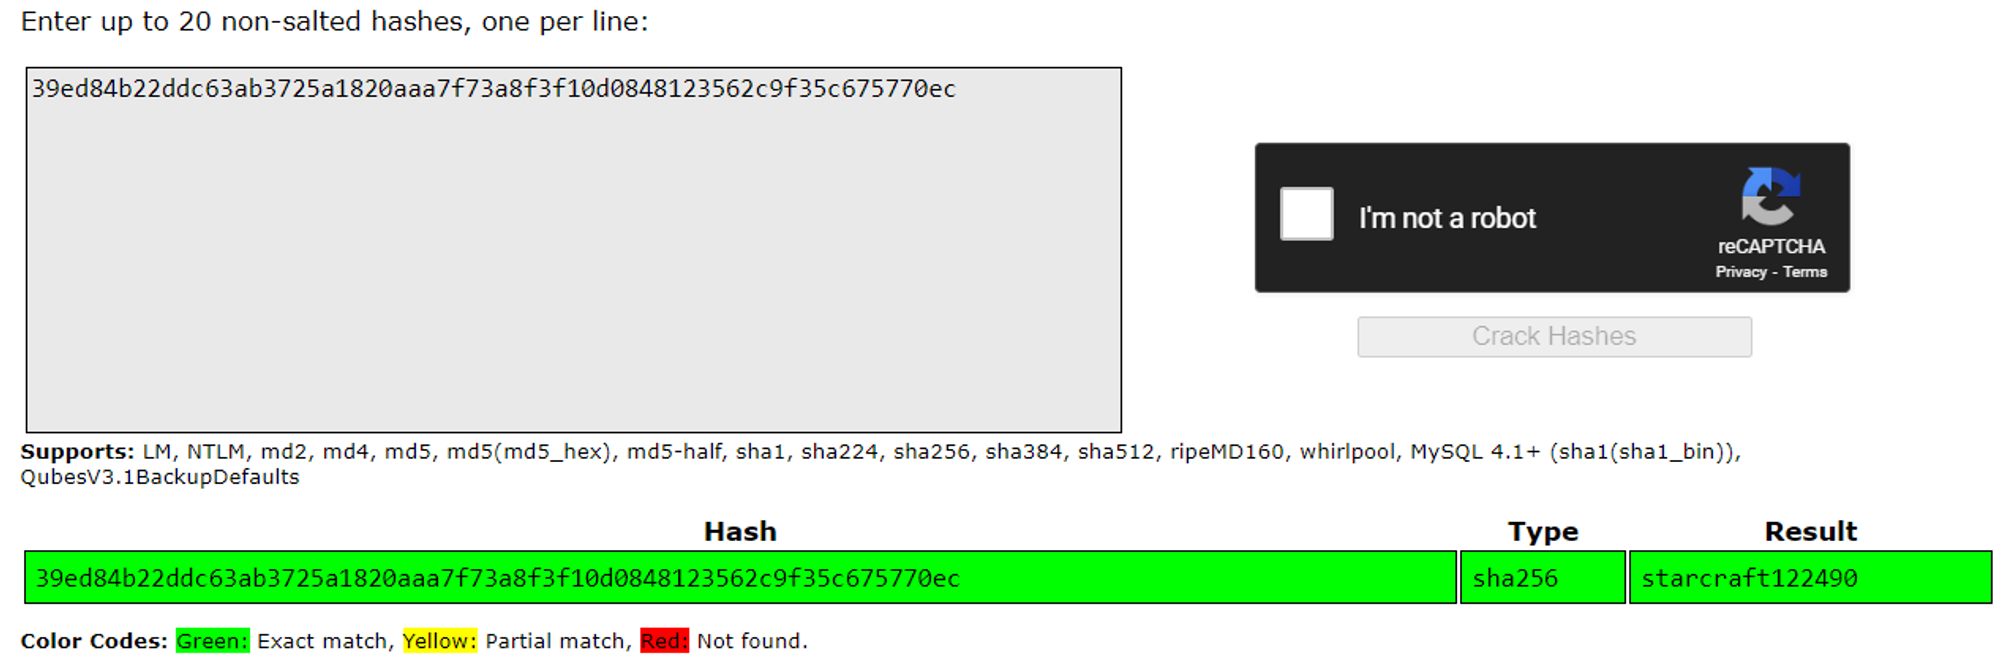 Enter up to 20 non-salted hashes, one per line:
39ed84b22ddc63ab3725a1820aaa7f73a8f3f10d0848123562c9f35c675770ec
I'm not a robot
reCAPTCHA
Privacy - Terms
Crack Hashes
Supports: LM, NTLM, md2, md4, md5, md5(md5_hex), md5-half, sha1, sha224, sha256, sha384, sha512, ripeMD160, whirlpool, MySQL 4.1+ (sha1(sha1_bin)),
QubesV3.1BackupDefaults
Hash Type Result
39ed84b22ddc63ab3725a1820aaa7f73a8f3f10d0848123562c9f35c675770ec sha256 starcraft122490
Color Codes: Green: Exact match, Yellow: Partial match, Red: Not found.